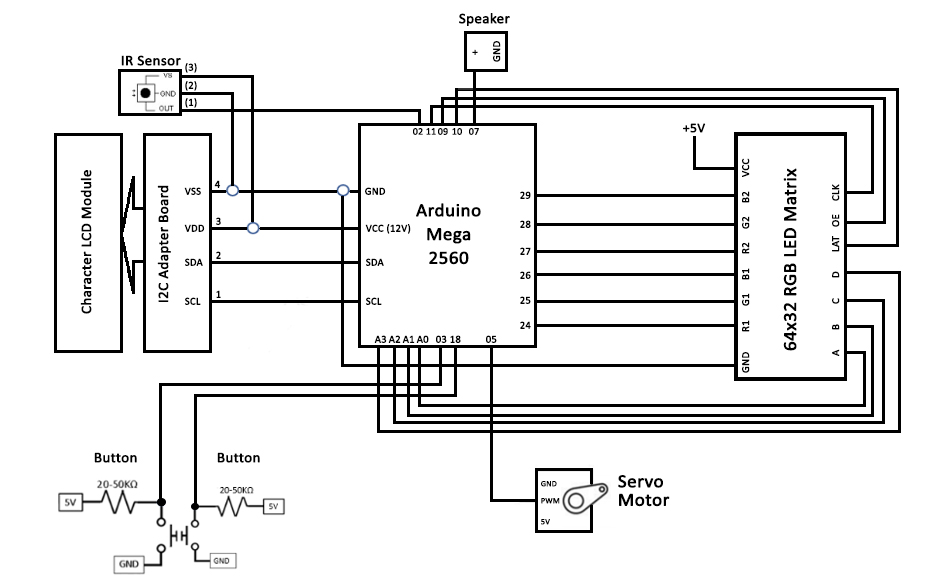 Speaker
+ GND
IR Sensor
(3)
VS
(2)
GND
(1)
OUT
02 11 09 10 07
+5V
Character LCD Module
I2C Adapter Board
VSS 4
VDD 3
SDA 2
SCL 1
GND
VCC (12V)
SDA
SCL
Arduino
Mega
2560
29
28
27
26
25
24
A3 A2 A1 A0 03 18 05
VCC
B2
G2
R2
B1
G1
R1
GND
64x32 RGB LED Matrix
CLK
OE
LAT
D
C
B
A
Button
Button
20-50KΩ
20-50KΩ
5V
5V
GND
GND
GND
PWM
5V
Servo
Motor